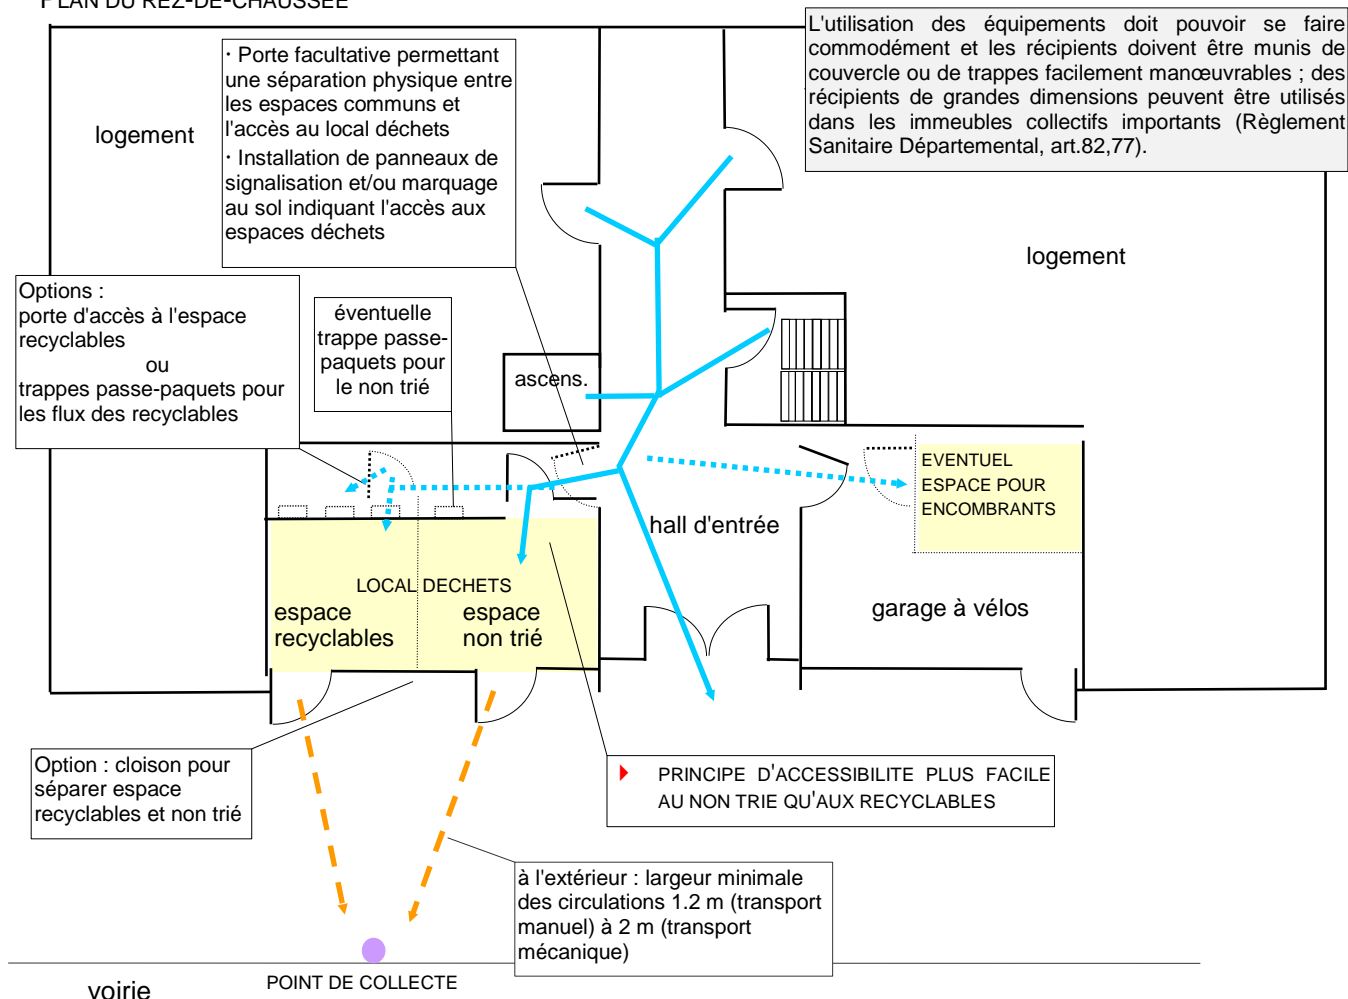 PLAN DU REZ-DE-CHAUSSEE
L'utilisation des équipements doit pouvoir se faire
commodément et les récipients doivent être munis de
couvercle ou de trappes facilement manœuvrables ; des
récipients de grandes dimensions peuvent être utilisés
dans les immeubles collectifs importants (Règlement
Sanitaire Départemental, art.82,77).
· Porte facultative permettant
une séparation physique entre
les espaces communs et
l'accès au local déchets
· Installation de panneaux de
signalisation et/ou marquage
au sol indiquant l'accès aux
espaces déchets
logement
logement
Options :
porte d'accès à l'espace
recyclables
ou
trappes passe-paquets pour
les flux des recyclables
éventuelle
trappe passe-
paquets pour
le non trié
ascens.
EVENTUEL
ESPACE POUR
ENCOMBRANTS
hall d'entrée
LOCAL DECHETS
espace
recyclables
espace
non trié
garage à vélos
Option : cloison pour
séparer espace
recyclables et non trié
PRINCIPE D'ACCESSIBILITE PLUS FACILE
AU NON TRIE QU'AUX RECYCLABLES
à l'extérieur : largeur minimale
des circulations 1.2 m (transport
manuel) à 2 m (transport
mécanique)
POINT DE COLLECTE
voirie